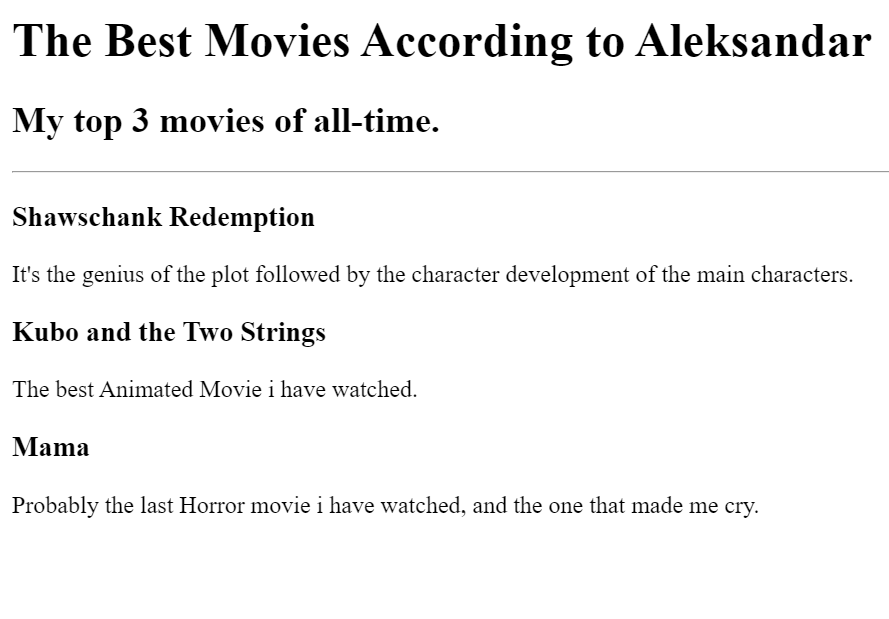 The Best Movies According to Aleksandar
My top 3 movies of all-time.
Shawschank Redemption
It's the genius of the plot followed by the character development of the main characters.
Kubo and the Two Strings
The best Animated Movie i have watched.
Mama
Probably the last Horror movie i have watched, and the one that made me cry.